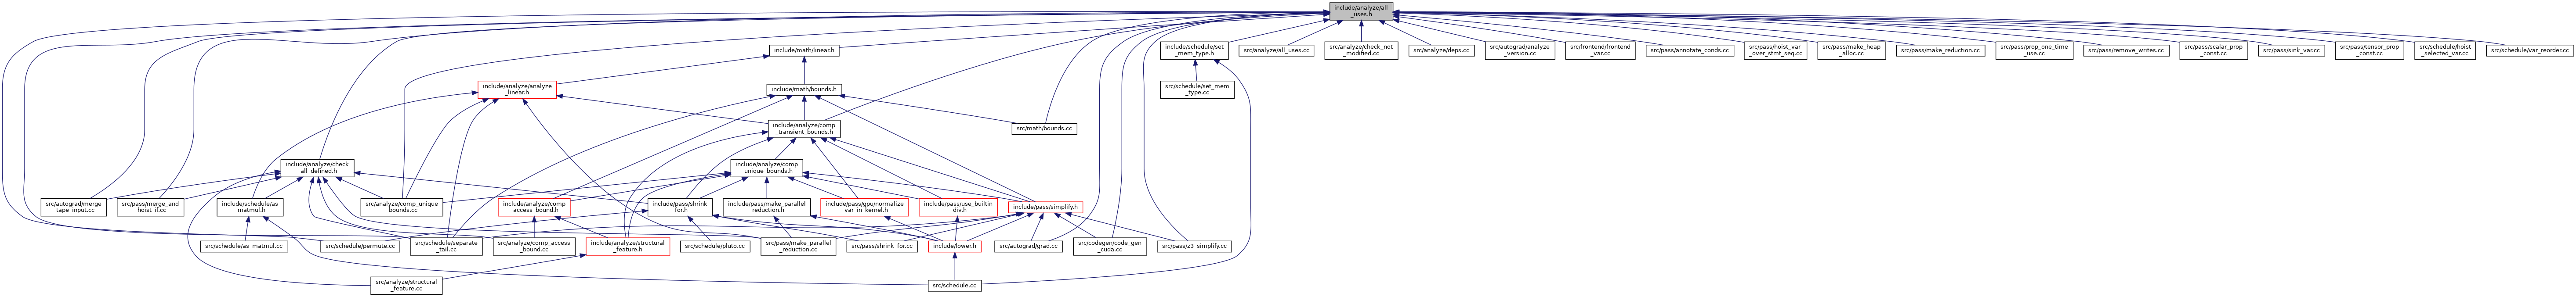 include/analyze/all
_uses.h
include/math/linear.h
include/schedule/set
_mem_type.h
src/analyze/all_uses.cc
src/analyze/check_not
_modified.cc
src/analyze/deps.cc
src/autograd/analyze
_version.cc
src/frontend/frontend
_var.cc
src/pass/annotate_conds.cc
src/pass/hoist_var
_over_stmt_seq.cc
src/pass/make_heap
_alloc.cc
src/pass/make_reduction.cc
src/pass/prop_one_time
_use.cc
src/pass/remove_writes.cc
src/pass/scalar_prop
_const.cc
src/pass/sink_var.cc
src/pass/tensor_prop
_const.cc
src/schedule/hoist
_selected_var.cc
src/schedule/var_reorder.cc
include/analyze/analyze
_linear.h
include/math/bounds.h
src/schedule/set_mem
_type.cc
include/analyze/comp
_transient_bounds.h
src/math/bounds.cc
include/analyze/check
_all_defined.h
include/analyze/comp
_unique_bounds.h
src/autograd/merge
_tape_input.cc
src/pass/merge_and
_hoist_if.cc
include/schedule/as
_matmul.h
src/analyze/comp_unique
_bounds.cc
include/analyze/comp
_access_bound.h
include/pass/shrink
_for.h
include/pass/make_parallel
_reduction.h
include/pass/gpu/normalize
_var_in_kernel.h
include/pass/use_builtin
_div.h
include/pass/simplify.h
src/schedule/as_matmul.cc
src/schedule/permute.cc
src/schedule/separate
_tail.cc
src/analyze/comp_access
_bound.cc
include/analyze/structural
_feature.h
src/schedule/pluto.cc
src/pass/make_parallel
_reduction.cc
src/pass/shrink_for.cc
include/lower.h
src/autograd/grad.cc
src/codegen/code_gen
_cuda.cc
src/pass/z3_simplify.cc
src/analyze/structural
_feature.cc
src/schedule.cc